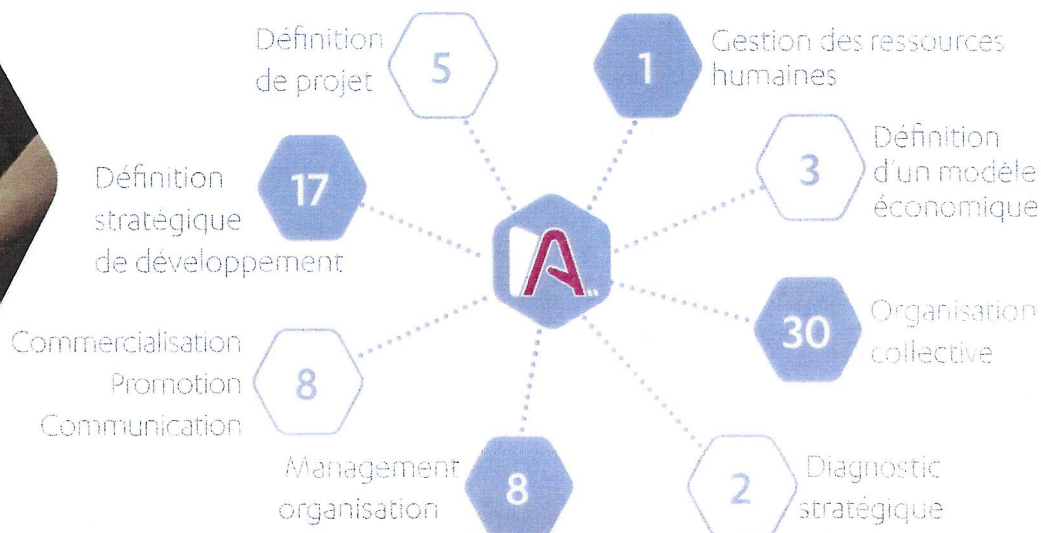 Définition
de projet
5
1
Gestion des ressources
humaines
3
Définition
d'un modèle
économique
Définition
stratégique
de développement
17
A
30
Organisation
collective
Commercialisation
Promotion
Communication
8
Management
organisation
8
2
Diagnostic
stratégique